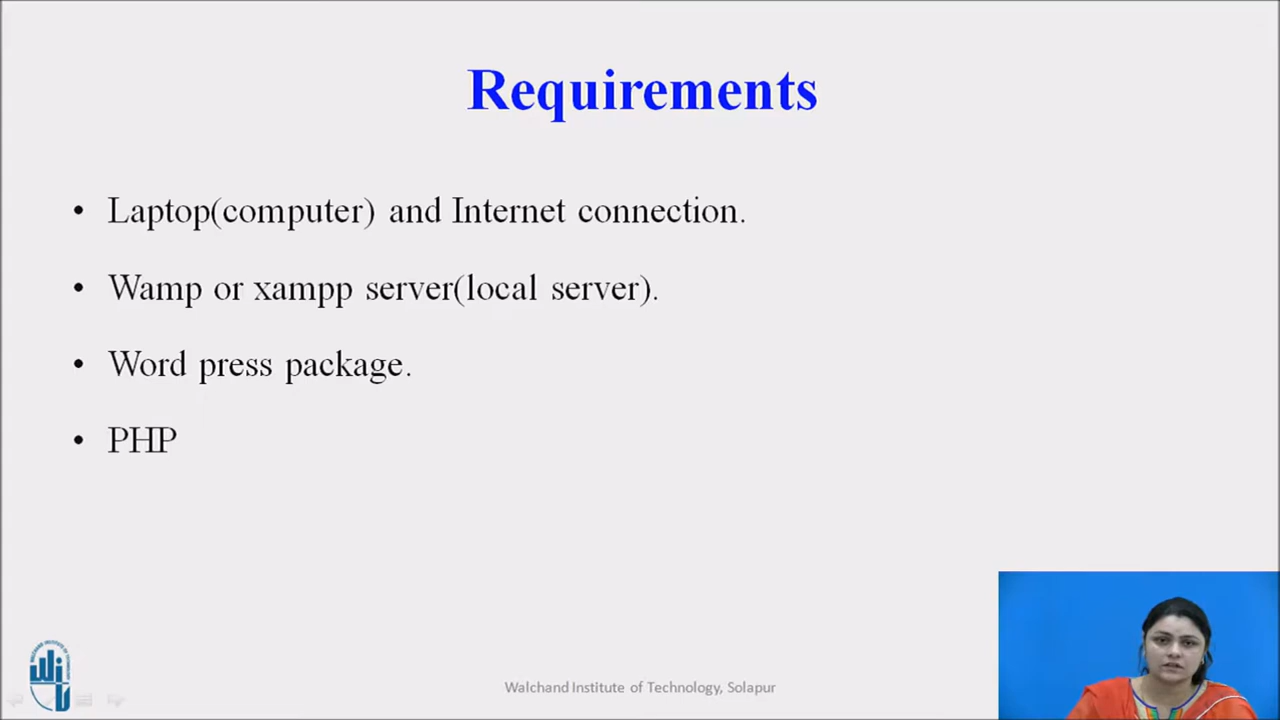 Requirements
• Laptop(computer) and Internet connection.
• Wamp or xampp server(local server).
• Word press package.
• PHP
Walchand Institute of Technology, Solapur